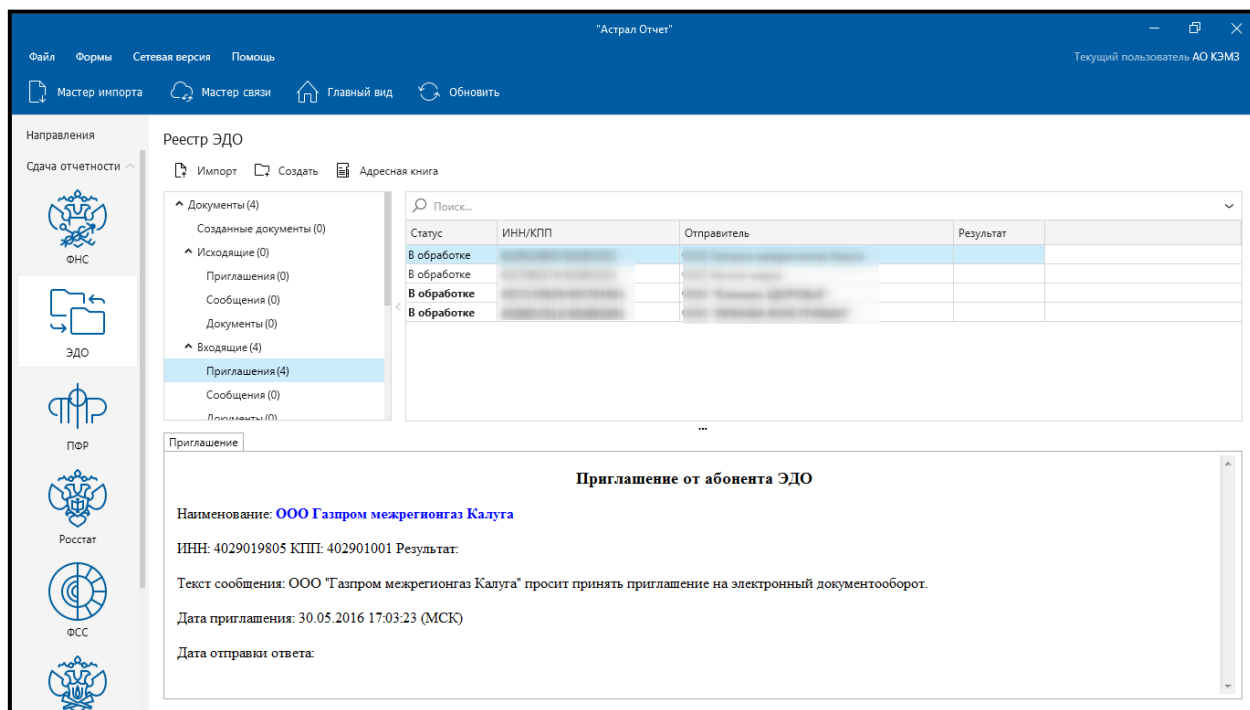 "Астрал Отчет"
Файл Формы Сетевая версия Помощь
Текущий пользователь АО КЭМЗ
Мастер импорта Мастер связи Главный вид Обновить
Направления
Сдача отчетности
ФНС
ЭДО
ПФР
Росстат
ФСС
Реестр ЭДО
Импорт Создать Адресная книга
Документы (4)
Созданные документы (0)
Исходящие (0)
Приглашения (0)
Сообщения (0)
Документы (0)
Входящие (4)
Приглашения (4)
Сообщения (0)
Документы (0)
Поиск...
Статус ИНН/КПП Отправитель Результат
В обработке
В обработке
В обработке
В обработке
...
Приглашение
Приглашение от абонента ЭДО
Наименование: ООО Газпром межрегионгаз Калуга
ИНН: 4029019805 КПП: 402901001 Результат:
Текст сообщения: ООО "Газпром межрегионгаз Калуга" просит принять приглашение на электронный документооборот.
Дата приглашения: 30.05.2016 17:03:23 (МСК)
Дата отправки ответа: